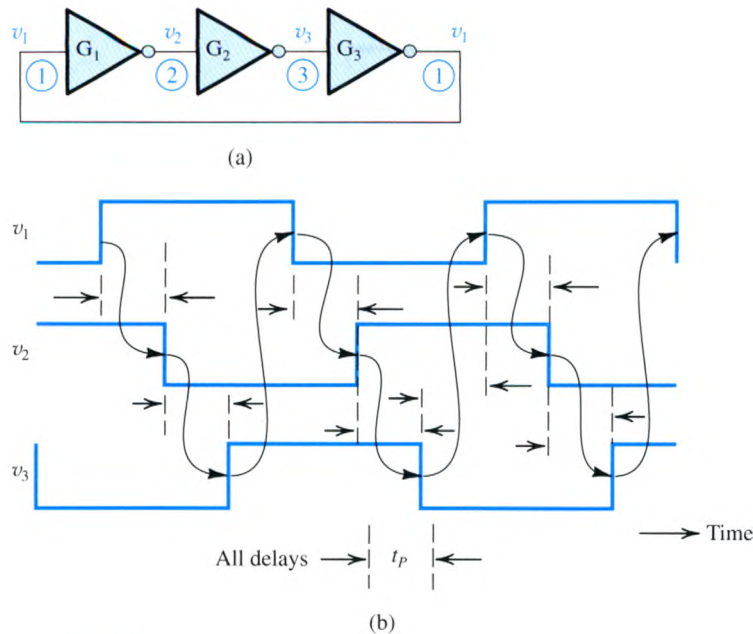 v1 v2 v3 v1
G1 G2 G3
1 2 3 1
(a)
v1
v2
v3
Time
All delays tP
(b)